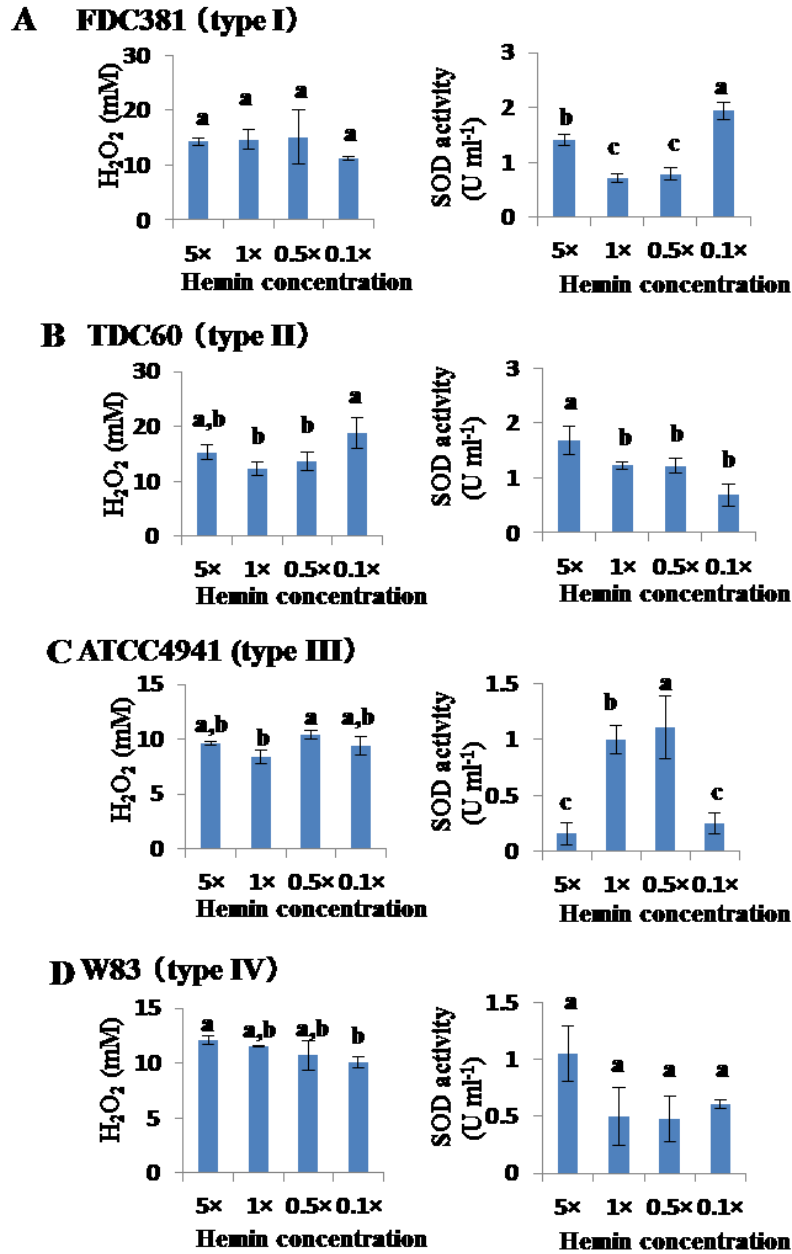 A FDC381 (type I)
H₂O₂ (mM)
30
20
10
0
a a a a
5× 1× 0.5× 0.1×
Hemin concentration
SOD activity
(U ml⁻¹)
3
2
1
0
b c c a
5× 1× 0.5× 0.1×
Hemin concentration
B TDC60 (type II)
H₂O₂ (mM)
30
20
10
0
a,b b b a
5× 1× 0.5× 0.1×
Hemin concentration
SOD activity
(U ml⁻¹)
3
2
1
0
a b b b
5× 1× 0.5× 0.1×
Hemin concentration
C ATCC4941 (type III)
H₂O₂ (mM)
15
10
5
0
a,b b a a,b
5× 1× 0.5× 0.1×
Hemin concentration
SOD activity
(U ml⁻¹)
1.5
1
0.5
0
c b a c
5× 1× 0.5× 0.1×
Hemin concentration
D W83 (type IV)
H₂O₂ (mM)
15
10
5
0
a a,b a,b b
5× 1× 0.5× 0.1×
Hemin concentration
SOD activity
(U ml⁻¹)
1.5
1
0.5
0
a a a a
5× 1× 0.5× 0.1×
Hemin concentration